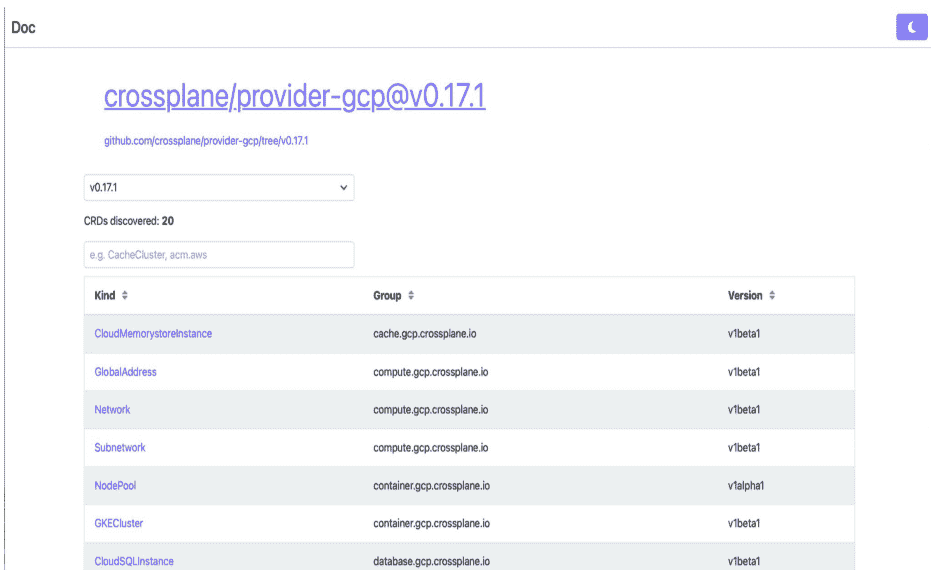 Doc
crossplane/provider-gcp@v0.17.1
github.com/crossplane/provider-gcp/tree/v0.17.1
v0.17.1
CRDs discovered: 20
e.g. CacheCluster, acm.aws
Kind Group Version
CloudMemorystoreInstance cache.gcp.crossplane.io v1beta1
GlobalAddress compute.gcp.crossplane.io v1beta1
Network compute.gcp.crossplane.io v1beta1
Subnetwork compute.gcp.crossplane.io v1beta1
NodePool container.gcp.crossplane.io v1alpha1
GKECluster container.gcp.crossplane.io v1beta1
CloudSQLInstance database.gcp.crossplane.io v1beta1